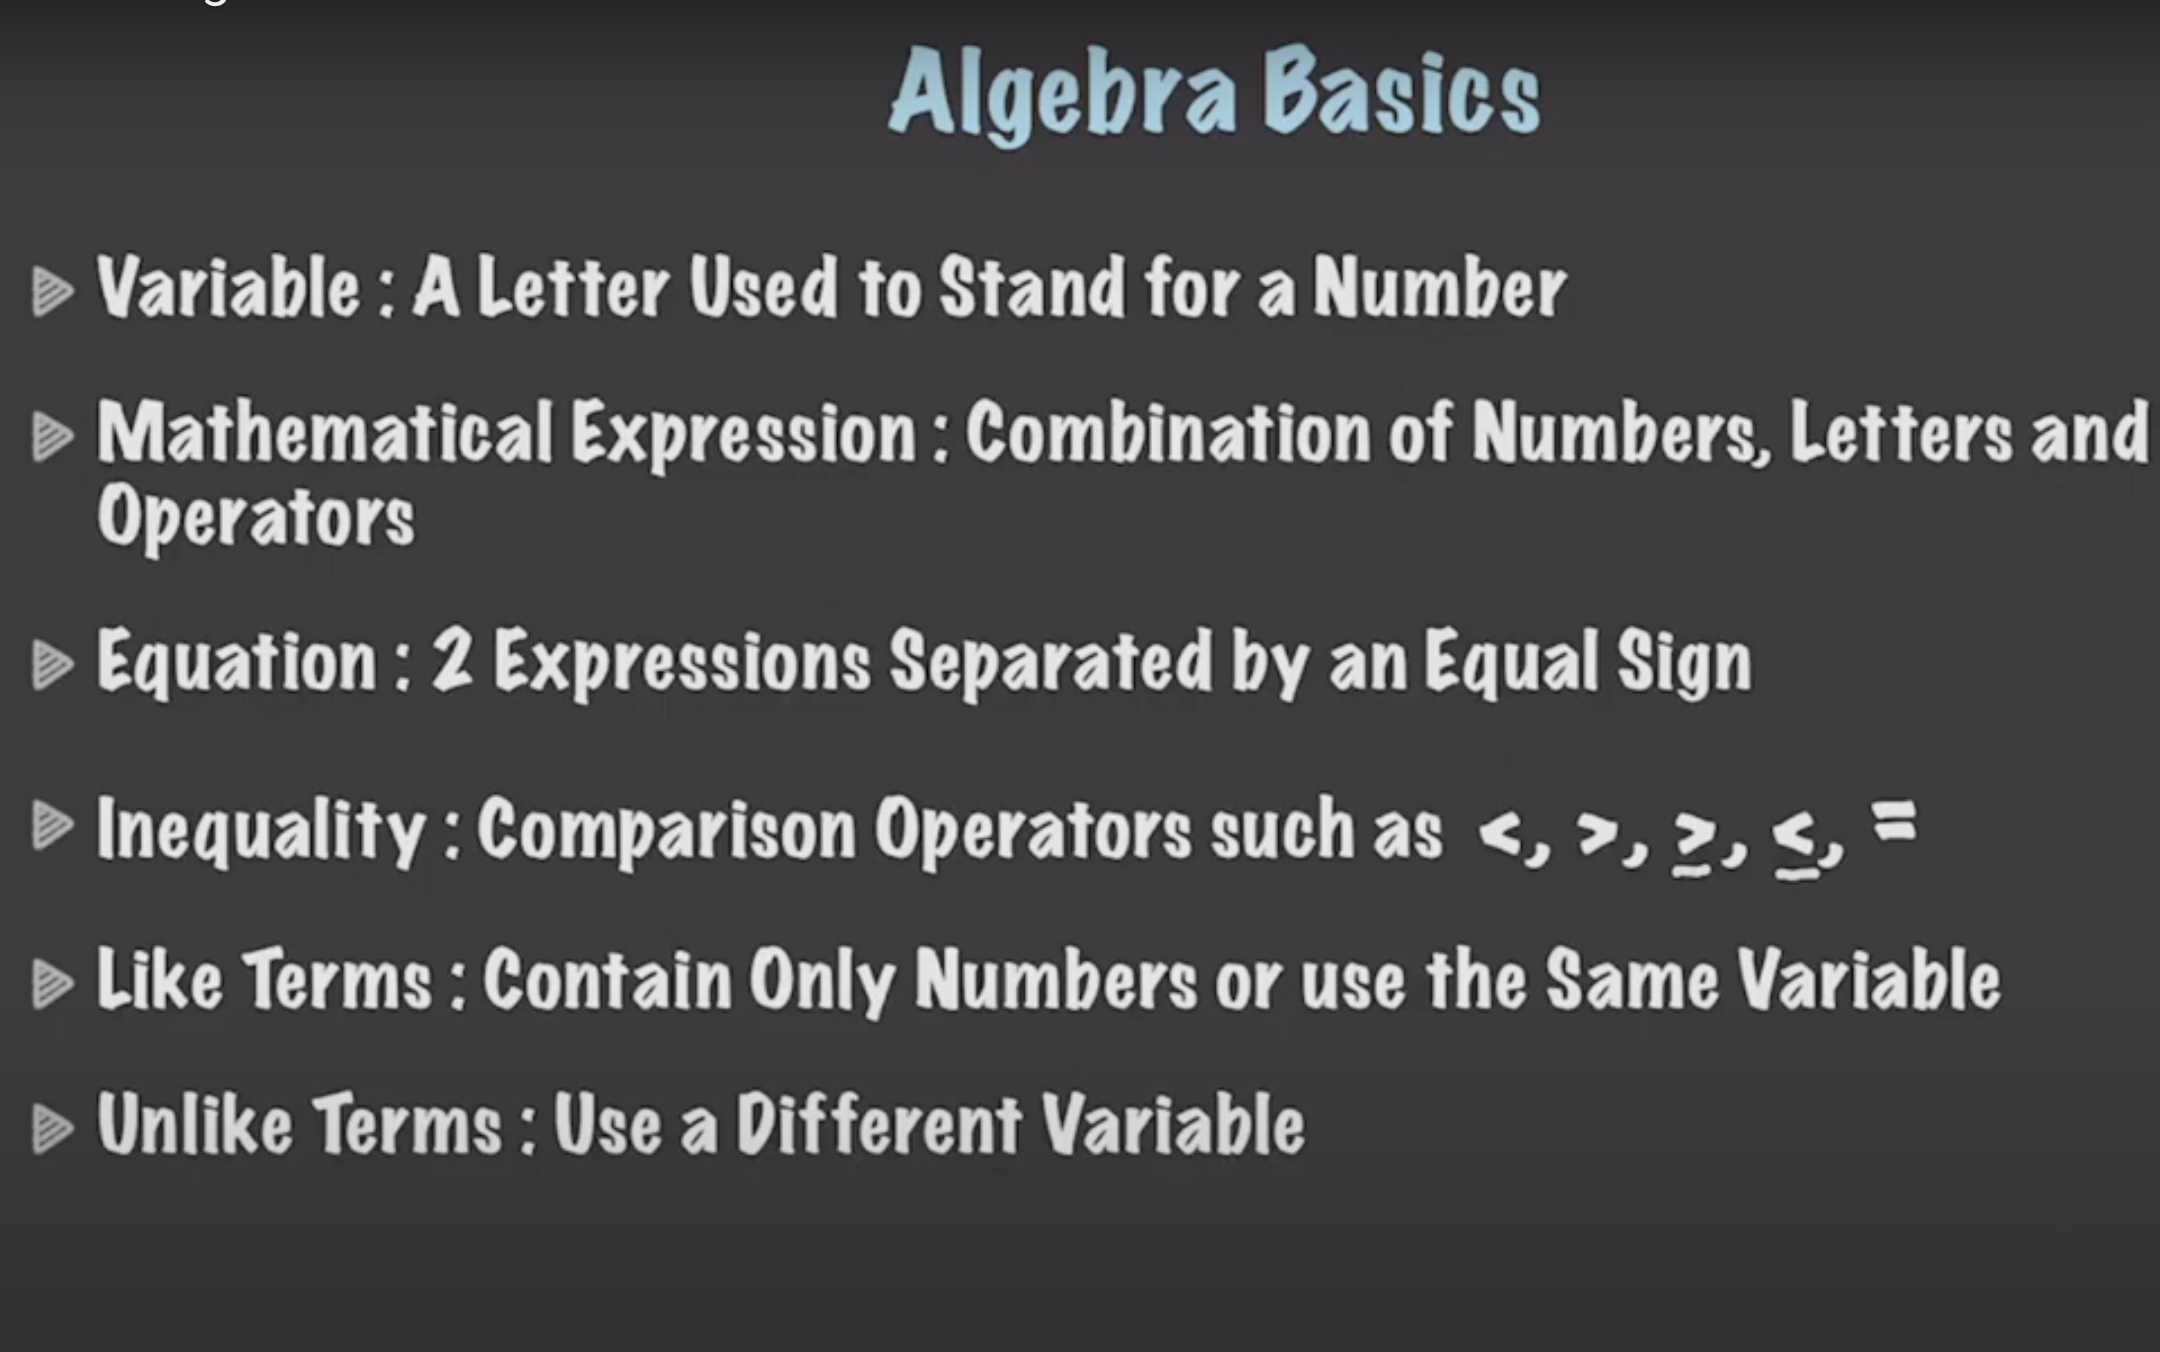 Algebra Basics
Variable : A Letter Used to Stand for a Number
Mathematical Expression : Combination of Numbers, Letters and
Operators
Equation : 2 Expressions Separated by an Equal Sign
Inequality : Comparison Operators such as <, >, ≥, ≤, =
Like Terms : Contain Only Numbers or use the Same Variable
Unlike Terms : Use a Different Variable